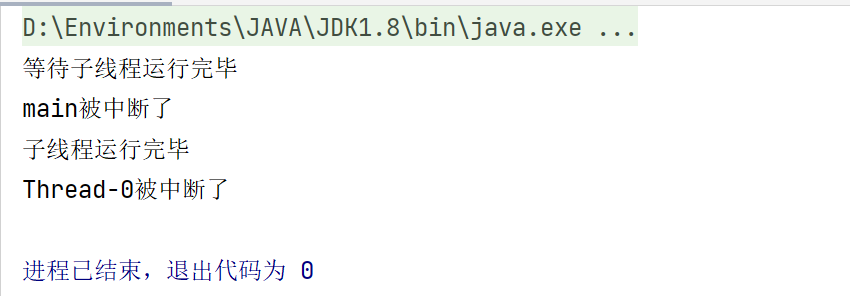 D:\Environments\JAVA\JDK1.8\bin\java.exe ...
等待子线程运行完毕
main被中断了
子线程运行完毕
Thread-0被中断了
进程已结束，退出代码为 0